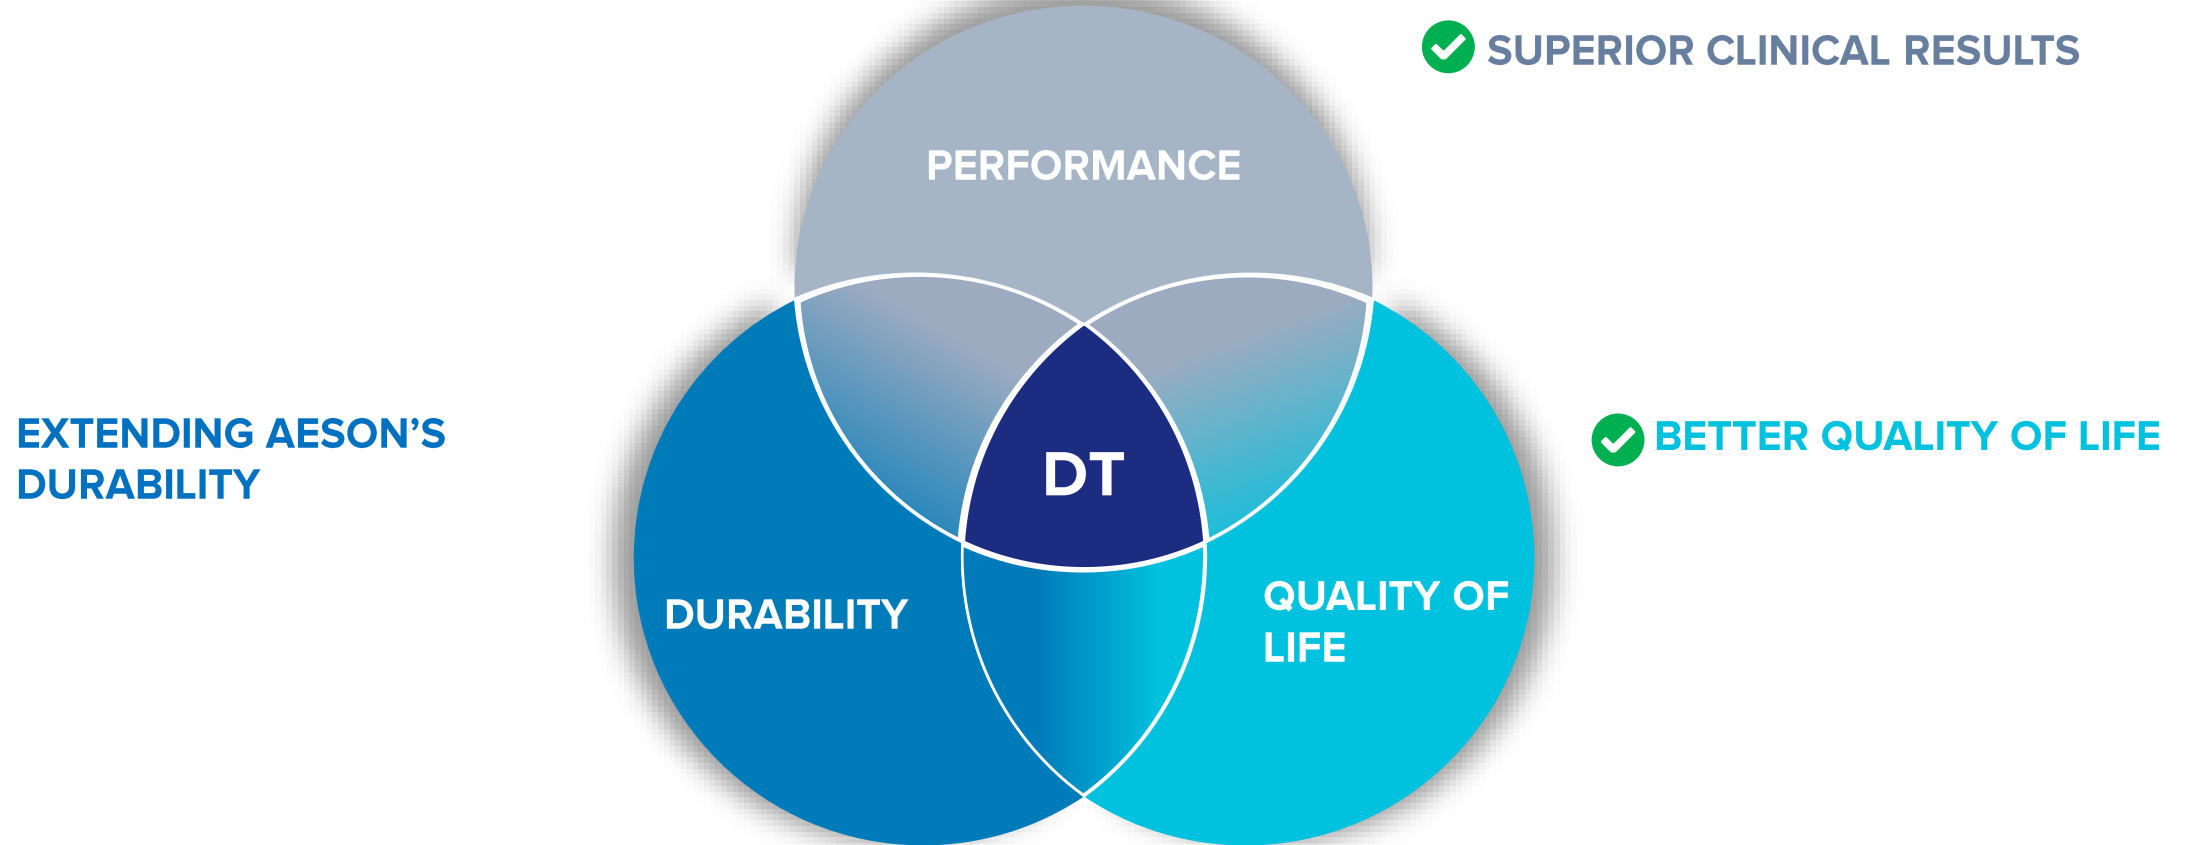 SUPERIOR CLINICAL RESULTS
PERFORMANCE
EXTENDING AESON’S
DURABILITY
BETTER QUALITY OF LIFE
DT
DURABILITY
QUALITY OF
LIFE